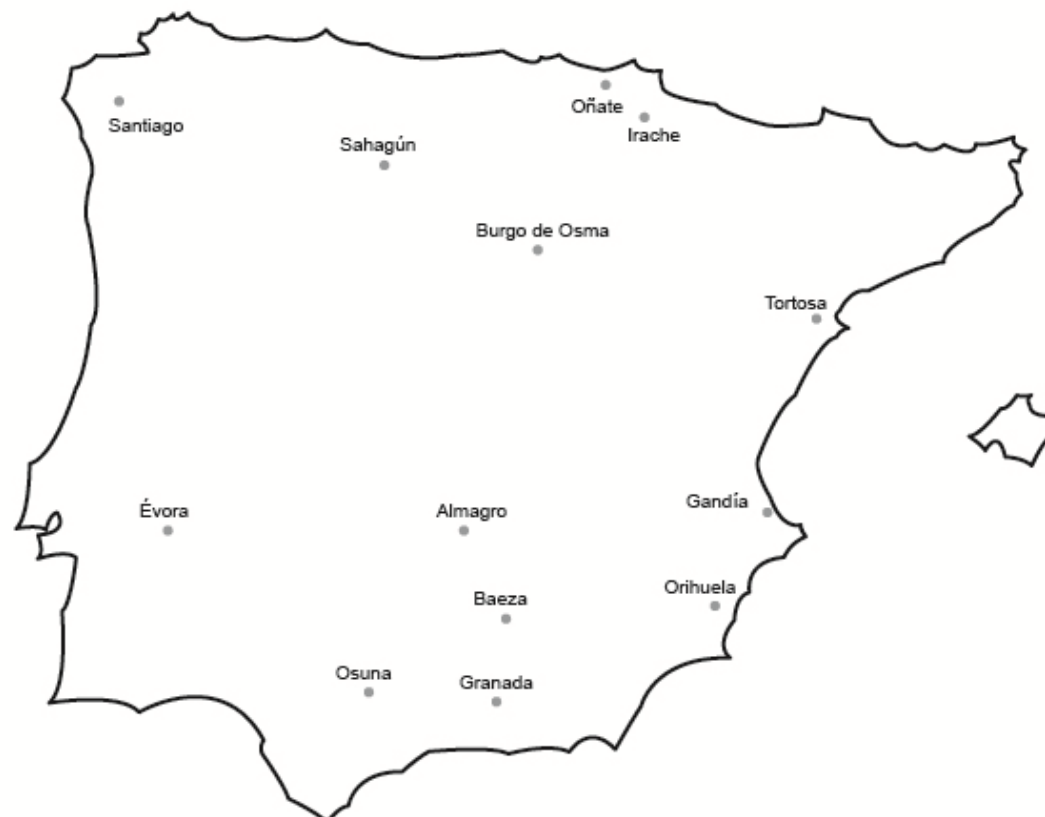 Oñate
Santiago
Irache
Sahagún
Burgo de Osma
Tortosa
Gandía
Évora
Almagro
Orihuela
Baeza
Osuna
Granada